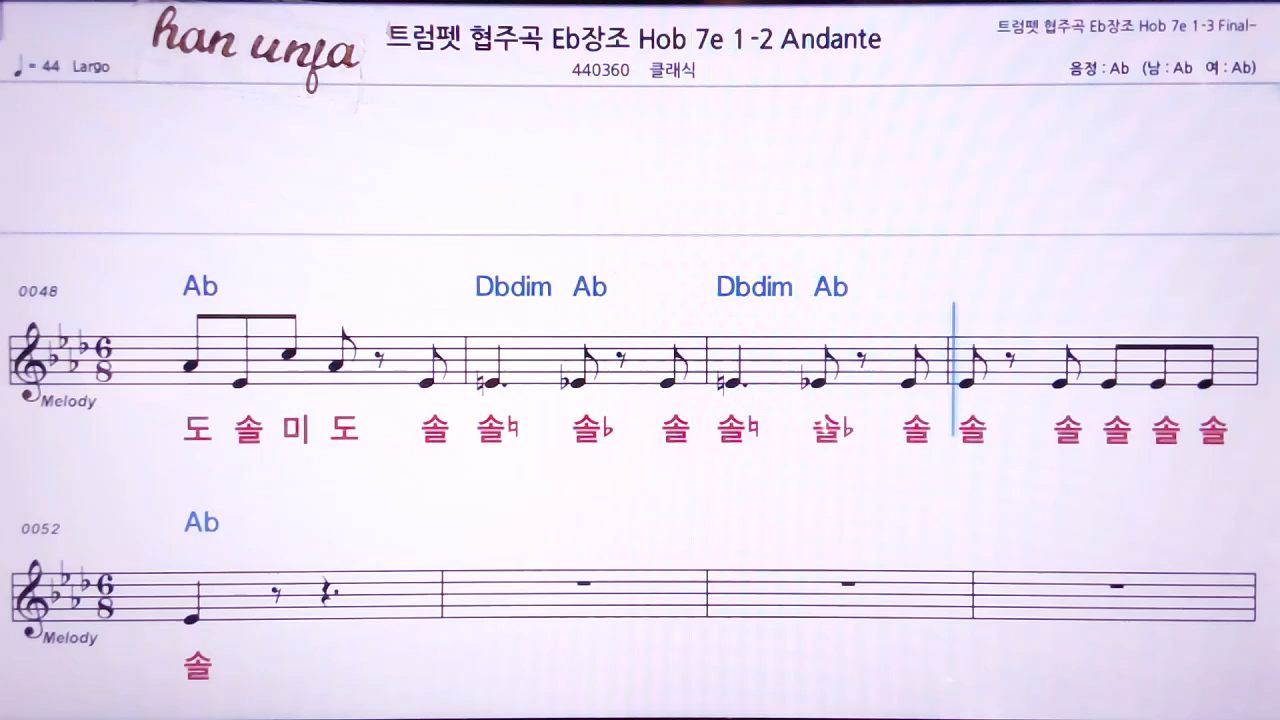 han unfa
트럼펫 협주곡 Eb장조 Hob 7e 1-2 Andante
트럼펫 협주곡 Eb장조 Hob 7e 1-3 Final~
♩= 44 Largo
440360 클래식
음정 : Ab (남 : Ab 여 : Ab)
0048 Ab Dbdim Ab Dbdim Ab
6
8
Melody
도 솔 미 도 솔 솔♮ 솔♭ 솔 솔♮ 솔♭ 솔 솔 솔 솔 솔 솔
0052 Ab
6
8
Melody
솔